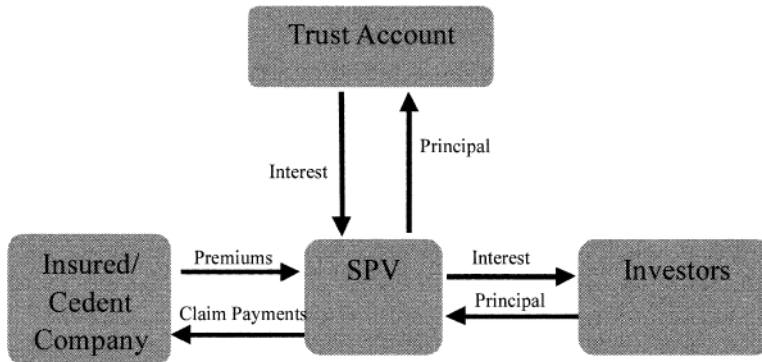 Trust Account
Principal
Interest
Premiums
Claim Payments
Insured/
Cedent
Company
SPV
Interest
Principal
Investors